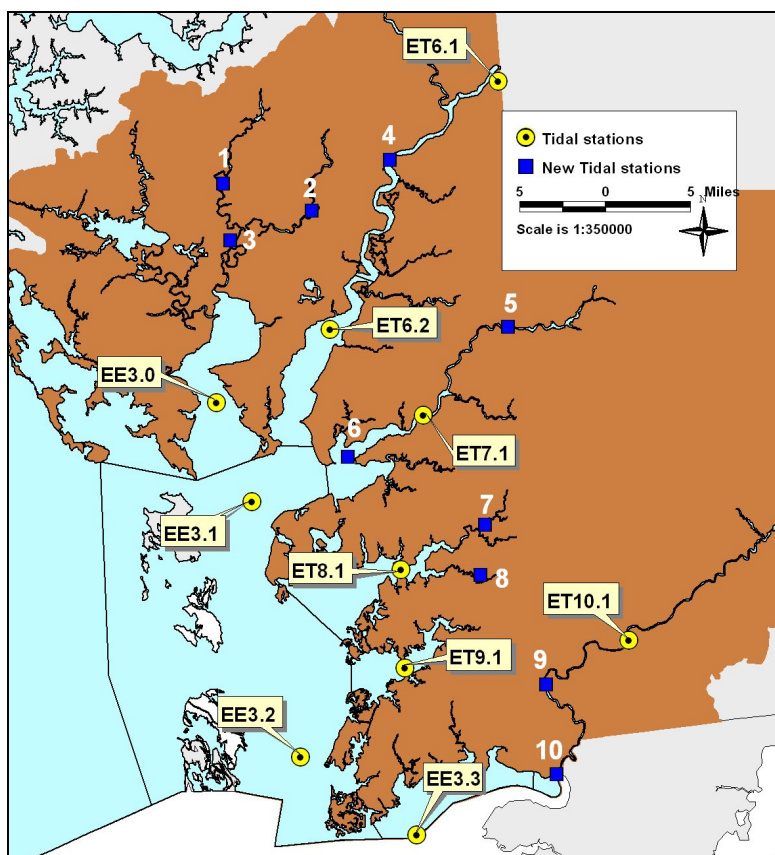 ET6.1
Tidal stations
New Tidal stations
5 0 5 Miles
N
Scale is 1:350000
4
1
2
3
5
ET6.2
EE3.0
6
ET7.1
7
EE3.1
ET8.1
8
ET10.1
ET9.1
9
EE3.2
10
EE3.3